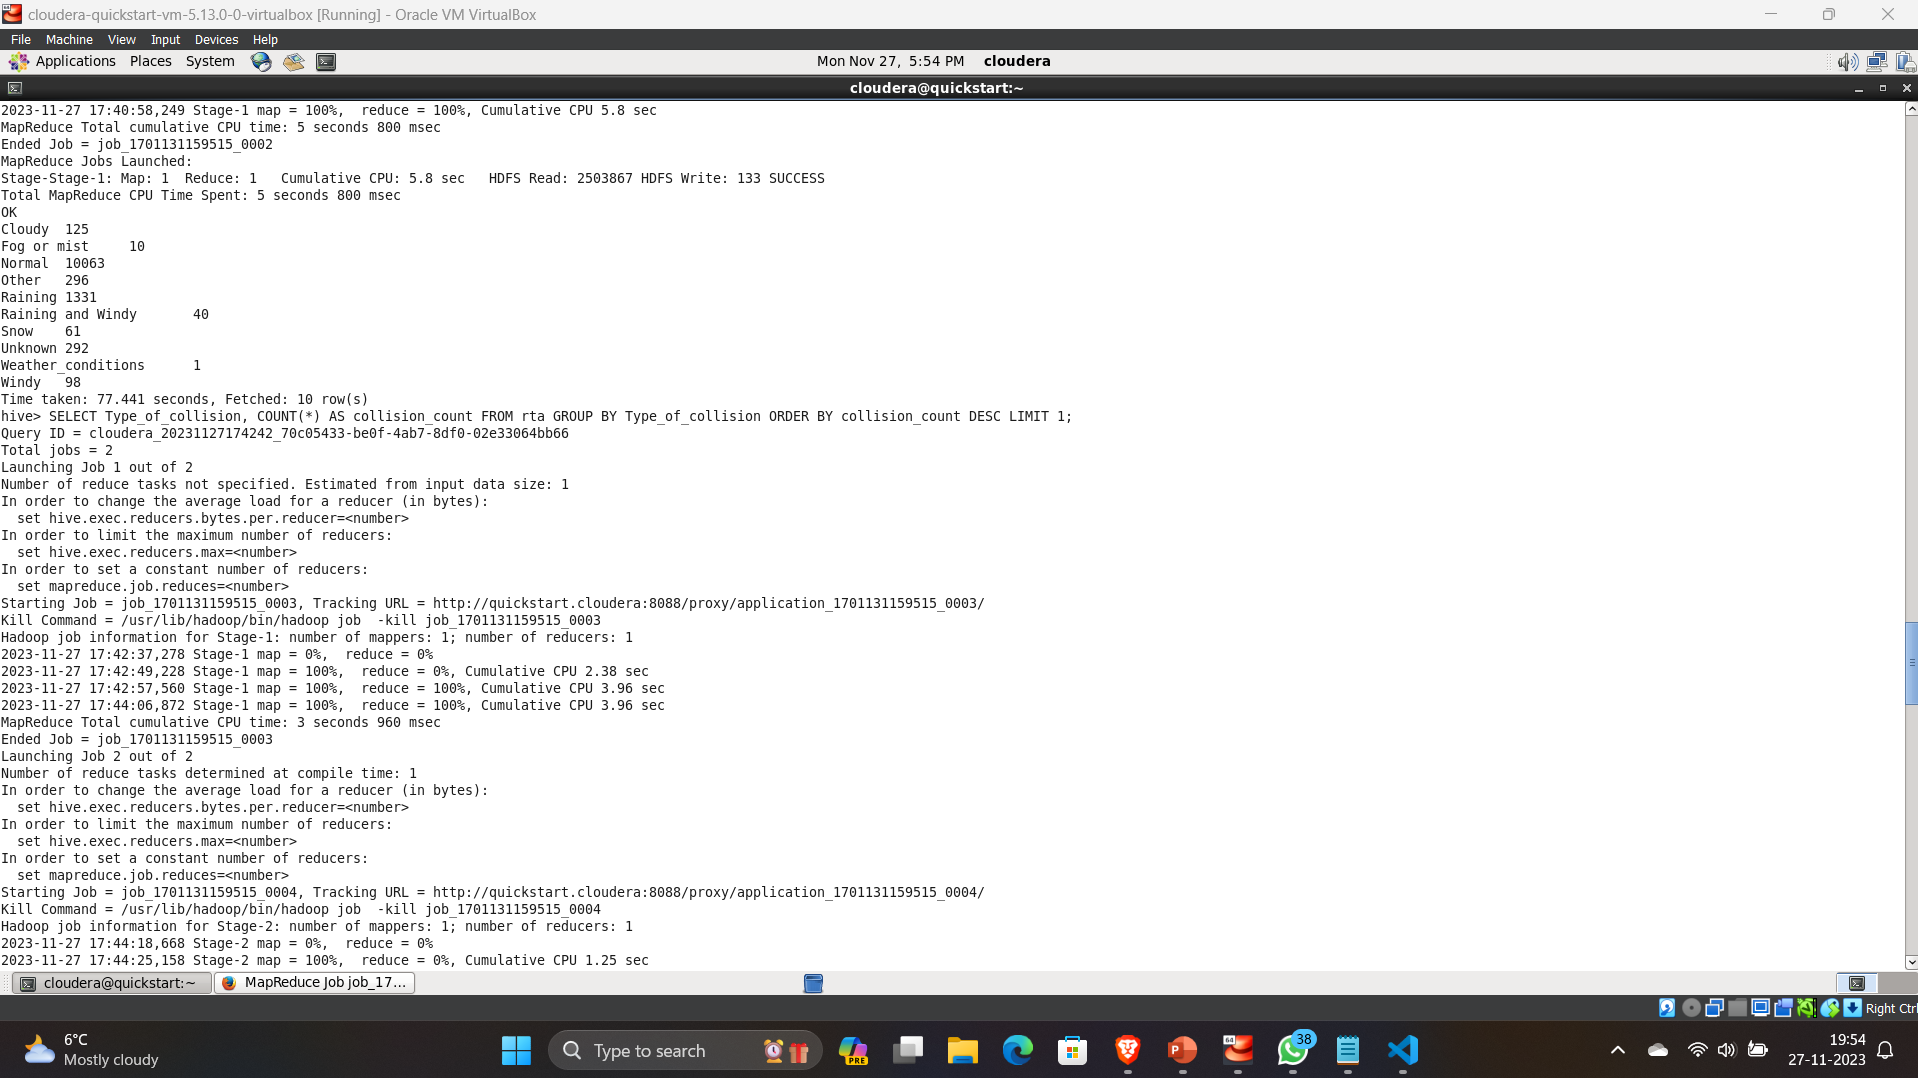 cloudera-quickstart-vm-5.13.0-0-virtualbox [Running] - Oracle VM VirtualBox
File Machine View Input Devices Help
Applications Places System Mon Nov 27, 5:54 PM cloudera
cloudera@quickstart:~
2023-11-27 17:40:58,249 Stage-1 map = 100%,  reduce = 100%, Cumulative CPU 5.8 sec
MapReduce Total cumulative CPU time: 5 seconds 800 msec
Ended Job = job_1701131159515_0002
MapReduce Jobs Launched:
Stage-Stage-1: Map: 1  Reduce: 1   Cumulative CPU: 5.8 sec   HDFS Read: 2503867 HDFS Write: 133 SUCCESS
Total MapReduce CPU Time Spent: 5 seconds 800 msec
OK
Cloudy  125
Fog or mist     10
Normal  10063
Other   296
Raining 1331
Raining and Windy       40
Snow    61
Unknown 292
Weather_conditions      1
Windy   98
Time taken: 77.441 seconds, Fetched: 10 row(s)
hive> SELECT Type_of_collision, COUNT(*) AS collision_count FROM rta GROUP BY Type_of_collision ORDER BY collision_count DESC LIMIT 1;
Query ID = cloudera_20231127174242_70c05433-be0f-4ab7-8df0-02e33064bb66
Total jobs = 2
Launching Job 1 out of 2
Number of reduce tasks not specified. Estimated from input data size: 1
In order to change the average load for a reducer (in bytes):
  set hive.exec.reducers.bytes.per.reducer=<number>
In order to limit the maximum number of reducers:
  set hive.exec.reducers.max=<number>
In order to set a constant number of reducers:
  set mapreduce.job.reduces=<number>
Starting Job = job_1701131159515_0003, Tracking URL = http://quickstart.cloudera:8088/proxy/application_1701131159515_0003/
Kill Command = /usr/lib/hadoop/bin/hadoop job  -kill job_1701131159515_0003
Hadoop job information for Stage-1: number of mappers: 1; number of reducers: 1
2023-11-27 17:42:37,278 Stage-1 map = 0%,  reduce = 0%
2023-11-27 17:42:49,228 Stage-1 map = 100%,  reduce = 0%, Cumulative CPU 2.38 sec
2023-11-27 17:42:57,560 Stage-1 map = 100%,  reduce = 100%, Cumulative CPU 3.96 sec
2023-11-27 17:44:06,872 Stage-1 map = 100%,  reduce = 100%, Cumulative CPU 3.96 sec
MapReduce Total cumulative CPU time: 3 seconds 960 msec
Ended Job = job_1701131159515_0003
Launching Job 2 out of 2
Number of reduce tasks determined at compile time: 1
In order to change the average load for a reducer (in bytes):
  set hive.exec.reducers.bytes.per.reducer=<number>
In order to limit the maximum number of reducers:
  set hive.exec.reducers.max=<number>
In order to set a constant number of reducers:
  set mapreduce.job.reduces=<number>
Starting Job = job_1701131159515_0004, Tracking URL = http://quickstart.cloudera:8088/proxy/application_1701131159515_0004/
Kill Command = /usr/lib/hadoop/bin/hadoop job  -kill job_1701131159515_0004
Hadoop job information for Stage-2: number of mappers: 1; number of reducers: 1
2023-11-27 17:44:18,668 Stage-2 map = 0%,  reduce = 0%
2023-11-27 17:44:25,158 Stage-2 map = 100%,  reduce = 0%, Cumulative CPU 1.25 sec
cloudera@quickstart:~ MapReduce Job job_17...
Right Ctrl
6°C
Mostly cloudy
Type to search
PRE
64
38
19:54
27-11-2023